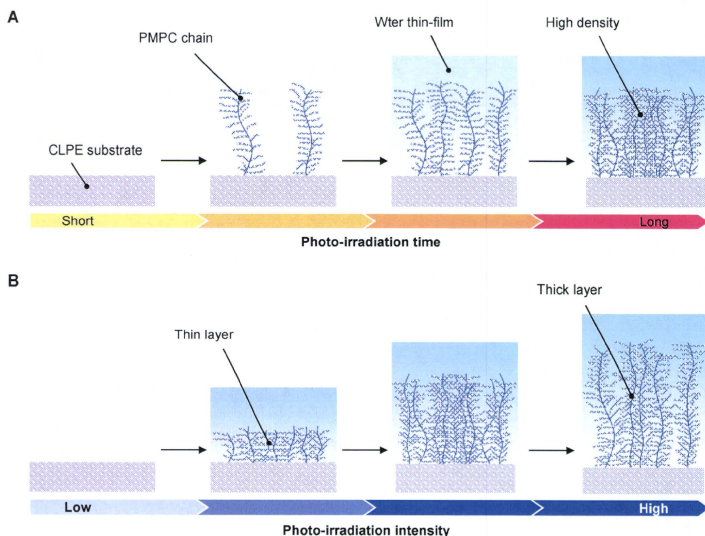 A
PMPC chain
Wter thin-film
High density
CLPE substrate
Short
Long
Photo-irradiation time
B
Thick layer
Thin layer
Low
High
Photo-irradiation intensity